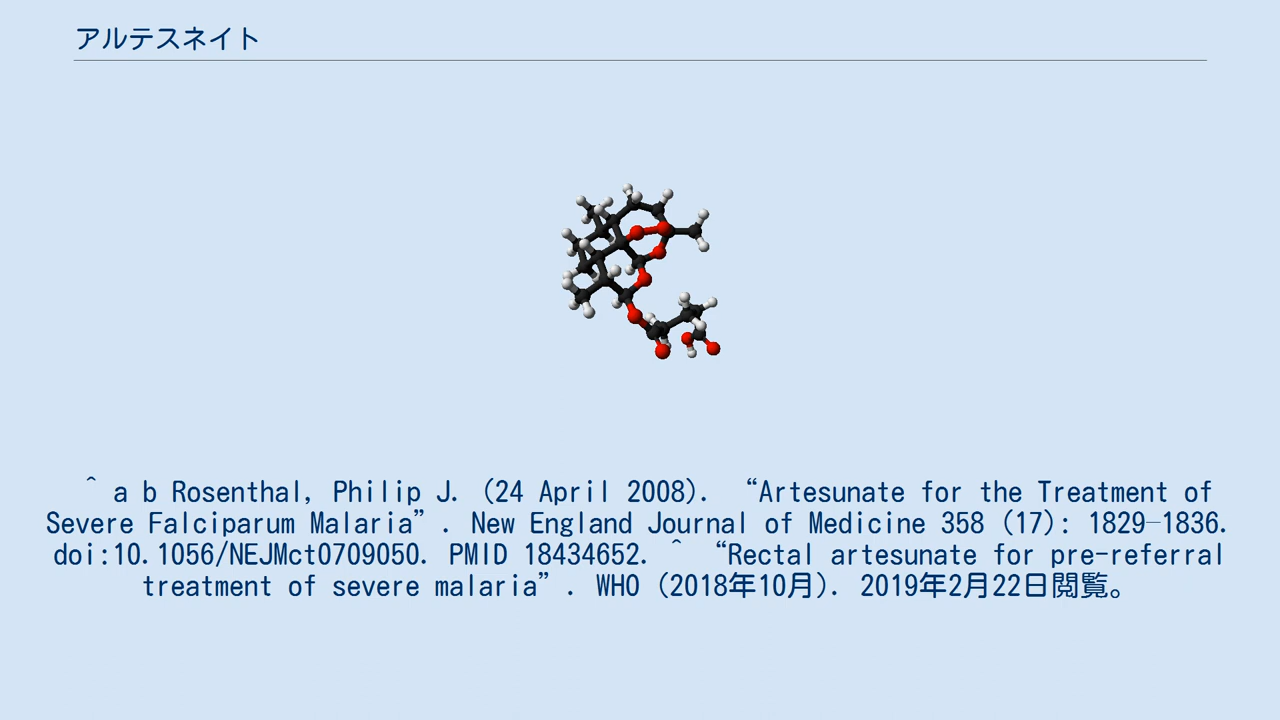 アルテスネイト
^ a b Rosenthal, Philip J. (24 April 2008). “Artesunate for the Treatment of
Severe Falciparum Malaria”. New England Journal of Medicine 358 (17): 1829–1836.
doi:10.1056/NEJMct0709050. PMID 18434652. ^ “Rectal artesunate for pre-referral
treatment of severe malaria”. WHO (2018年10月). 2019年2月22日閲覧。